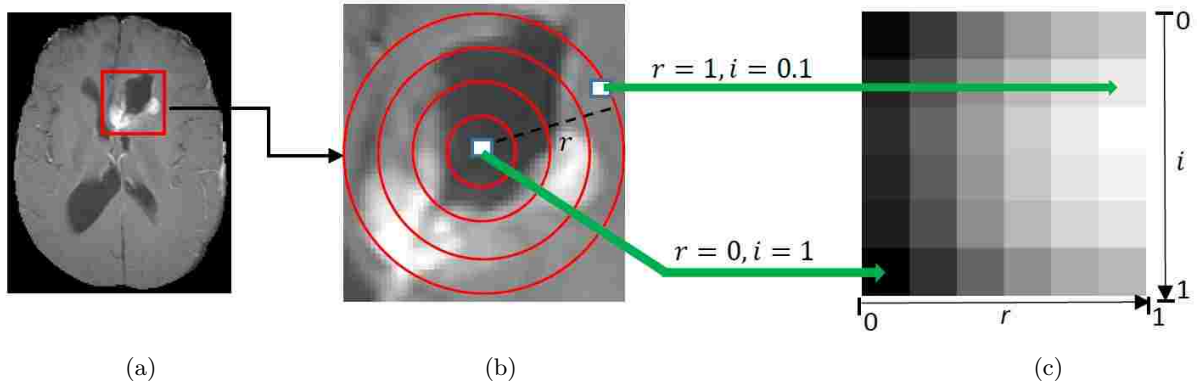 r = 1, i = 0.1
r
r = 0, i = 1
0
i
1
0
r
1
(a)
(b)
(c)